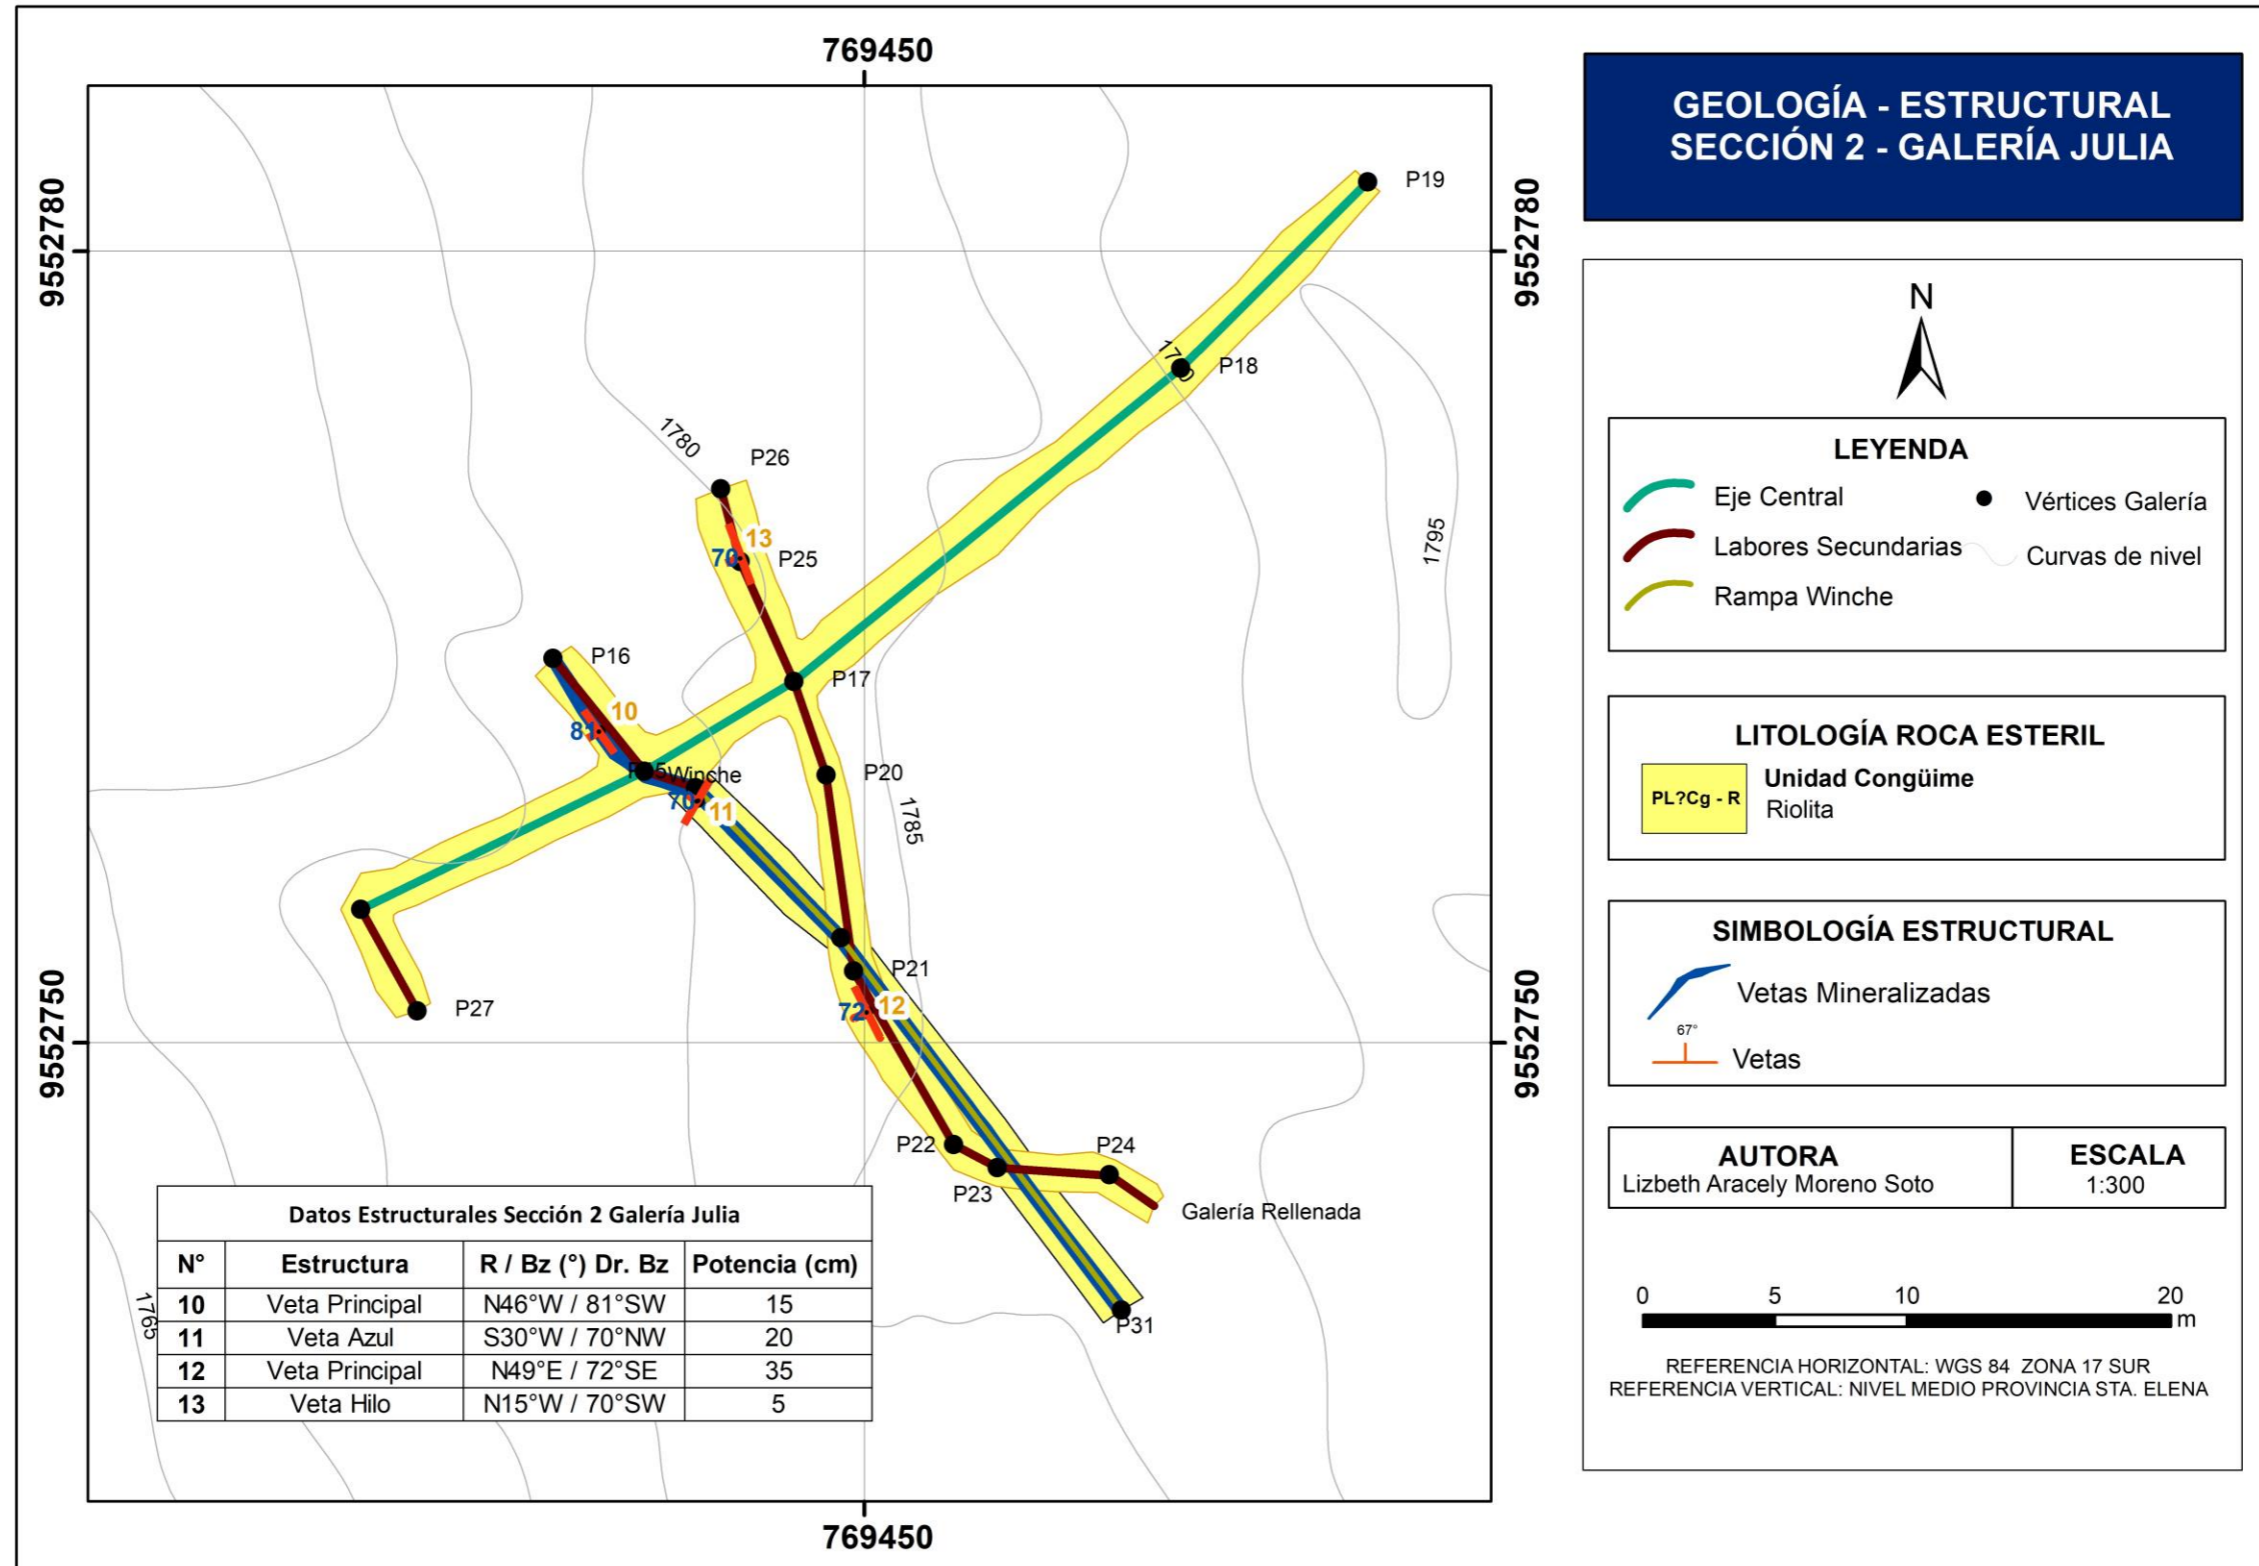 769450
GEOLOGÍA - ESTRUCTURAL
SECCIÓN 2 - GALERÍA JULIA
9552780
9552780
P19
P18
1780
P26
13
70
P25
1795
P16
P17
10
81
Winche
70
11
P20
1785
P21
12
72
P27
9552750
9552750
P22
P24
P23
Galería Rellenada
P31
1765
Datos Estructurales Sección 2 Galería Julia
N° Estructura R / Bz (°) Dr. Bz Potencia (cm)
10 Veta Principal N46°W / 81°SW 15
11 Veta Azul S30°W / 70°NW 20
12 Veta Principal N49°E / 72°SE 35
13 Veta Hilo N15°W / 70°SW 5
769450
N
LEYENDA
Eje Central
Vértices Galería
Labores Secundarias
Curvas de nivel
Rampa Winche
LITOLOGÍA ROCA ESTERIL
PL?Cg - R
Unidad Congüime
Riolita
SIMBOLOGÍA ESTRUCTURAL
Vetas Mineralizadas
67°
Vetas
AUTORA
Lizbeth Aracely Moreno Soto
ESCALA
1:300
0 5 10 20
m
REFERENCIA HORIZONTAL: WGS 84 ZONA 17 SUR
REFERENCIA VERTICAL: NIVEL MEDIO PROVINCIA STA. ELENA